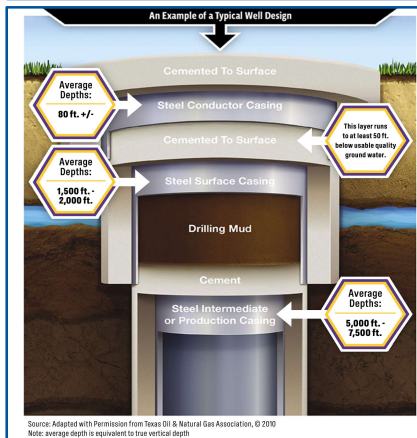 An Example of a Typical Well Design
Cemented To Surface
Average
Depths:
80 ft. +/-
Steel Conductor Casing
Cemented To Surface
This layer runs
to at least 50 ft.
below usable quality
ground water.
Average
Depths:
1,500 ft. -
2,000 ft.
Steel Surface Casing
Drilling Mud
Cement
Steel Intermediate
or Production Casing
Average
Depths:
5,000 ft. -
7,500 ft.
Source: Adapted with Permission from Texas Oil & Natural Gas Association, © 2010
Note: average depth is equivalent to true vertical depth